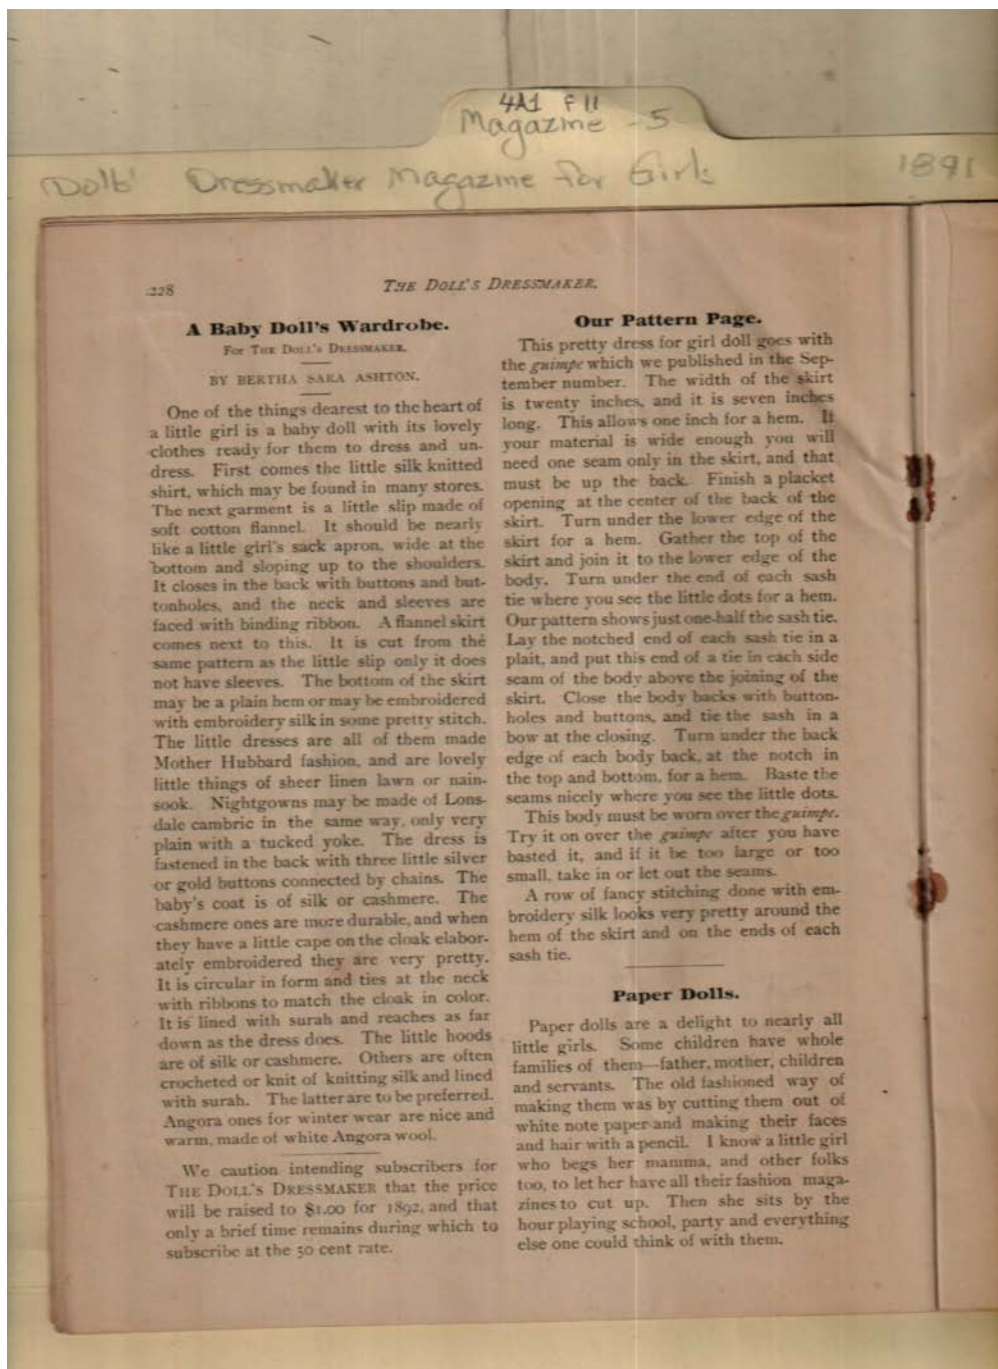 4A1 F 11
Magazine - 5
Dolls' Dressmaker Magazine for Girls 1891
228
THE DOLL'S DRESSMAKER.
A Baby Doll's Wardrobe.
For THE DOLL'S DRESSMAKER.
BY BERTHA SARA ASHTON.
One of the things dearest to the heart of
a little girl is a baby doll with its lovely
clothes ready for them to dress and un-
dress. First comes the little silk knitted
shirt, which may be found in many stores.
The next garment is a little slip made of
soft cotton flannel. It should be nearly
like a little girl's sack apron, wide at the
bottom and sloping up to the shoulders.
It closes in the back with buttons and but-
tonholes, and the neck and sleeves are
faced with binding ribbon. A flannel skirt
comes next to this. It is cut from the
same pattern as the little slip only it does
not have sleeves. The bottom of the skirt
may be a plain hem or may be embroidered
with embroidery silk in some pretty stitch.
The little dresses are all of them made
Mother Hubbard fashion, and are lovely
little things of sheer linen lawn or nain-
sook. Nightgowns may be made of Lons-
dale cambric in the same way, only very
plain with a tucked yoke. The dress is
fastened in the back with three little silver
or gold buttons connected by chains. The
baby's coat is of silk or cashmere. The
cashmere ones are more durable, and when
they have a little cape on the cloak elabor-
ately embroidered they are very pretty.
It is circular in form and ties at the neck
with ribbons to match the cloak in color.
It is lined with surah and reaches as far
down as the dress does. The little hoods
are of silk or cashmere. Others are often
crocheted or knit of knitting silk and lined
with surah. The latter are to be preferred.
Angora ones for winter wear are nice and
warm, made of white Angora wool.
We caution intending subscribers for
THE DOLL'S DRESSMAKER that the price
will be raised to $1.00 for 1892, and that
only a brief time remains during which to
subscribe at the 50 cent rate.
Our Pattern Page.
This pretty dress for girl doll goes with
the guimpe which we published in the Sep-
tember number. The width of the skirt
is twenty inches, and it is seven inches
long. This allows one inch for a hem. If
your material is wide enough you will
need one seam only in the skirt, and that
must be up the back. Finish a placket
opening at the center of the back of the
skirt. Turn under the lower edge of the
skirt for a hem. Gather the top of the
skirt and join it to the lower edge of the
body. Turn under the end of each sash
tie where you see the little dots for a hem.
Our pattern shows just one-half the sash tie.
Lay the notched end of each sash tie in a
plait, and put this end of a tie in each side
seam of the body above the joining of the
skirt. Close the body backs with button-
holes and buttons, and tie the sash in a
bow at the closing. Turn under the back
edge of each body back, at the notch in
the top and bottom, for a hem. Baste the
seams nicely where you see the little dots.
This body must be worn over the guimpe.
Try it on over the guimpe after you have
basted it, and if it be too large or too
small, take in or let out the seams.
A row of fancy stitching done with em-
broidery silk looks very pretty around the
hem of the skirt and on the ends of each
sash tie.
Paper Dolls.
Paper dolls are a delight to nearly all
little girls. Some children have whole
families of them—father, mother, children
and servants. The old fashioned way of
making them was by cutting them out of
white note paper and making their faces
and hair with a pencil. I know a little girl
who begs her mamma, and other folks
too, to let her have all their fashion maga-
zines to cut up. Then she sits by the
hour playing school, party and everything
else one could think of with them.